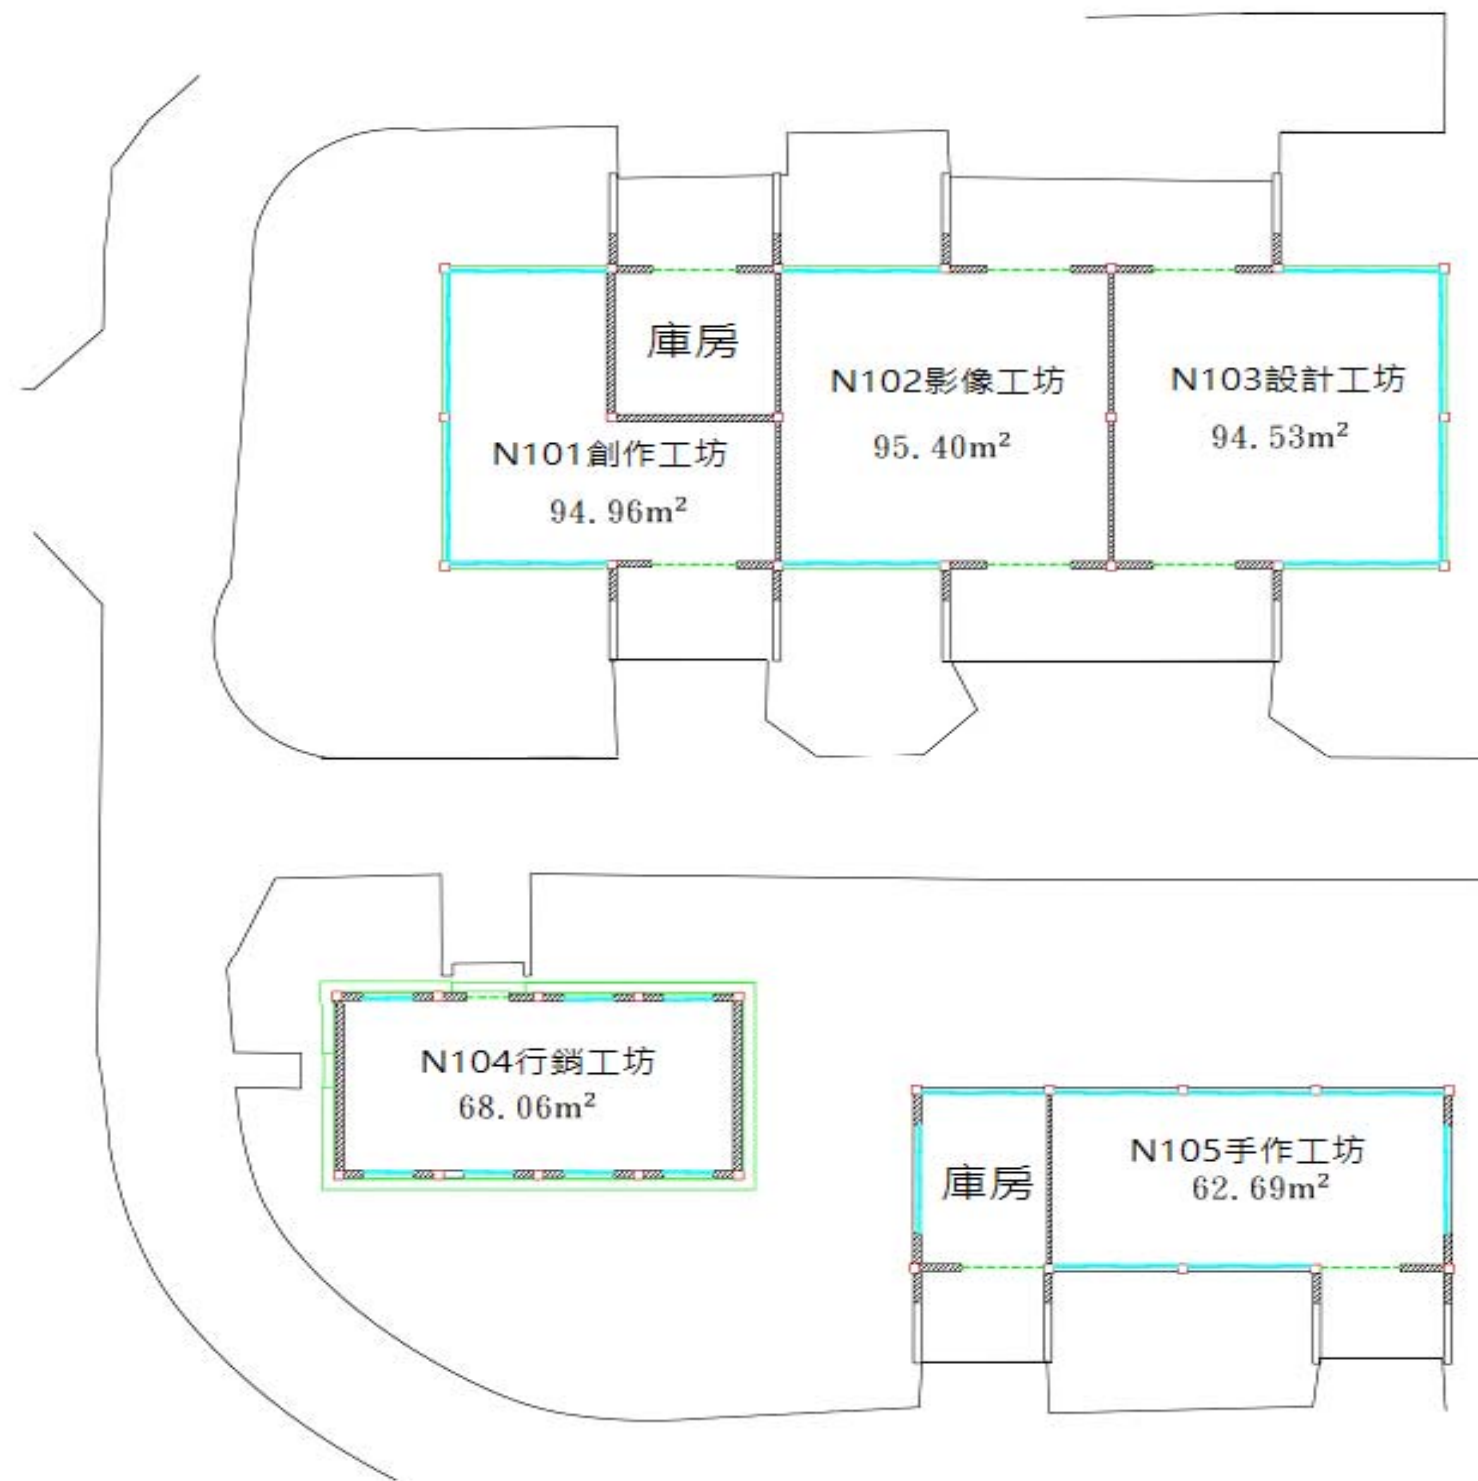 庫房
N102影像工坊
95.40m²
N103設計工坊
94.53m²
N101創作工坊
94.96m²
N104行銷工坊
68.06m²
庫房
N105手作工坊
62.69m²